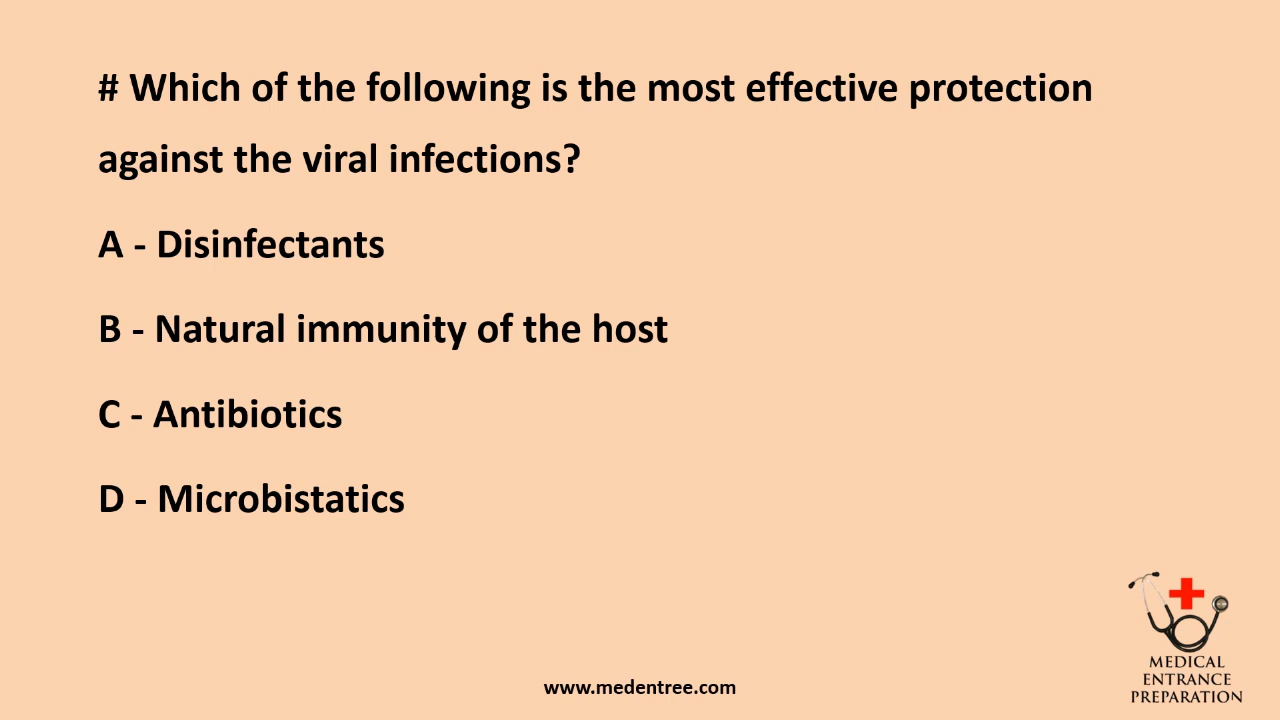 # Which of the following is the most effective protection
against the viral infections?
A - Disinfectants
B - Natural immunity of the host
C - Antibiotics
D - Microbistatics
www.medentree.com
MEDICAL
ENTRANCE
PREPARATION